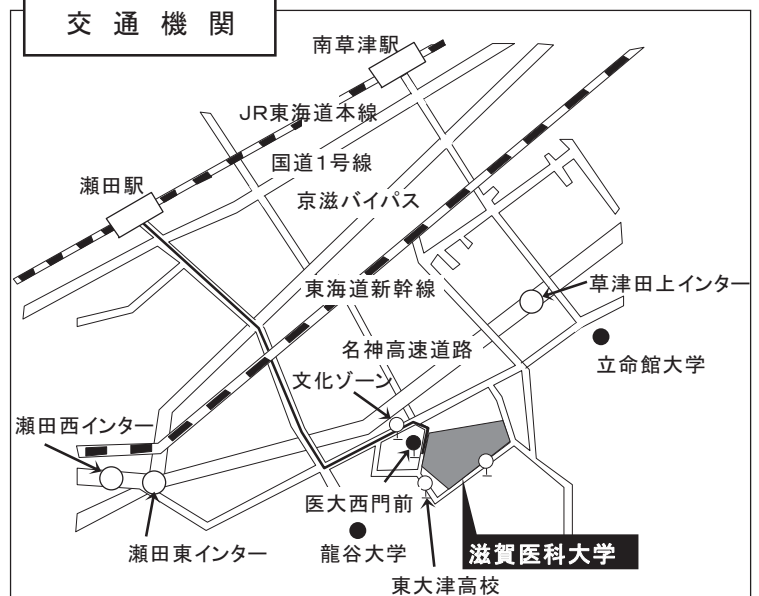 交通機関
南草津駅
JR東海道本線
国道1号線
瀬田駅
京滋バイパス
東海道新幹線
草津田上インター
名神高速道路
立命館大学
文化ゾーン
瀬田西インター
医大西門前
瀬田東インター
龍谷大学
滋賀医科大学
東大津高校